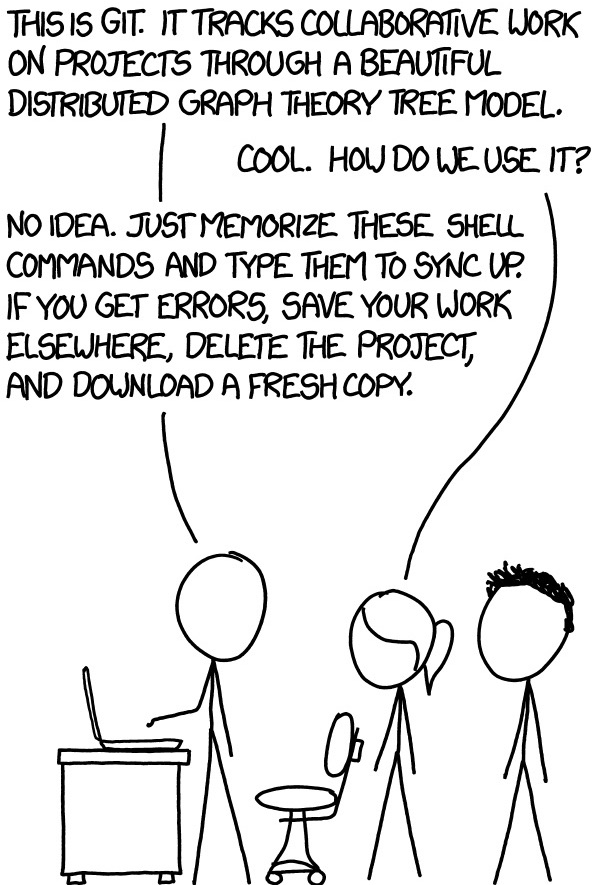 THIS IS GIT. IT TRACKS COLLABORATIVE WORK
ON PROJECTS THROUGH A BEAUTIFUL
DISTRIBUTED GRAPH THEORY TREE MODEL.
COOL. HOW DO WE USE IT?
NO IDEA. JUST MEMORIZE THESE SHELL
COMMANDS AND TYPE THEM TO SYNC UP.
IF YOU GET ERRORS, SAVE YOUR WORK
ELSEWHERE, DELETE THE PROJECT,
AND DOWNLOAD A FRESH COPY.